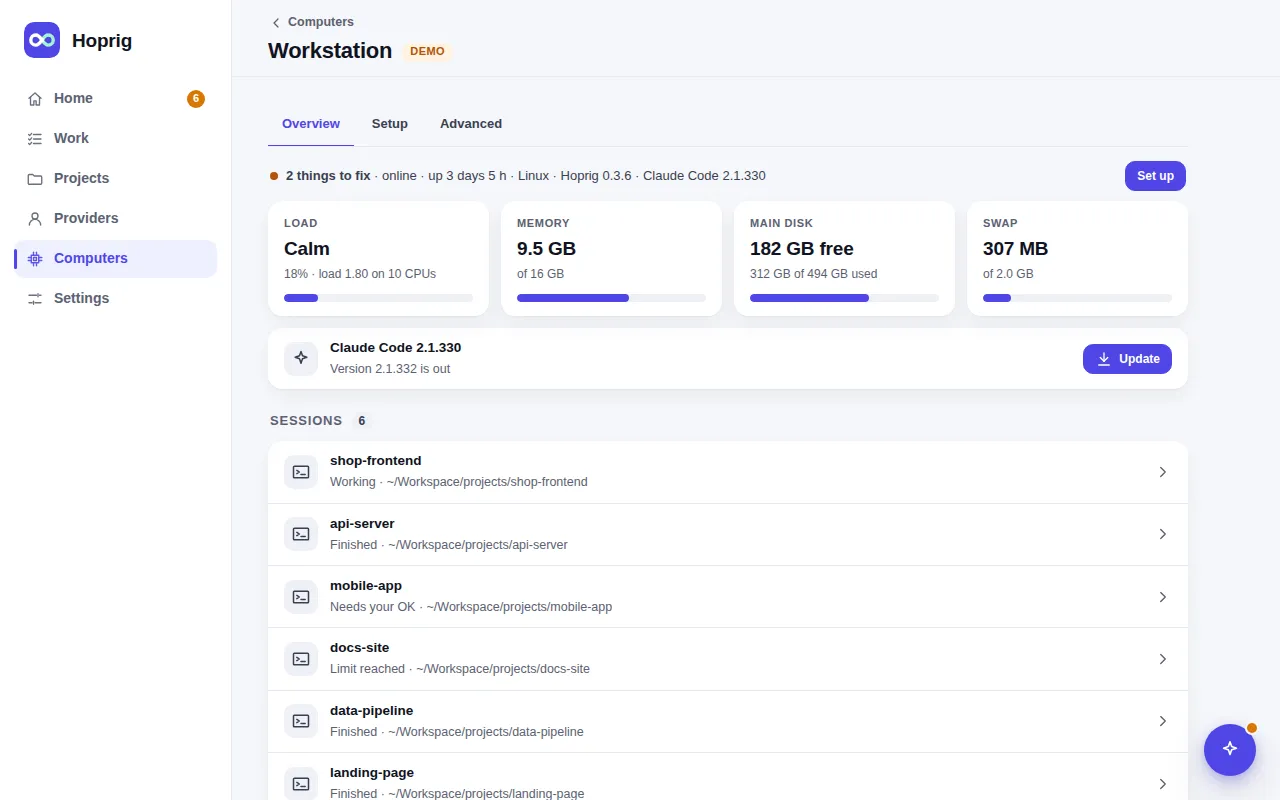 Hoprig
Home 6
Work
Projects
Providers
Computers
Settings
Computers
Workstation DEMO
Overview Setup Advanced
2 things to fix · online · up 3 days 5 h · Linux · Hoprig 0.3.6 · Claude Code 2.1.330
Set up
LOAD
Calm
18% · load 1.80 on 10 CPUs
MEMORY
9.5 GB
of 16 GB
MAIN DISK
182 GB free
312 GB of 494 GB used
SWAP
307 MB
of 2.0 GB
Claude Code 2.1.330
Version 2.1.332 is out
Update
SESSIONS 6
shop-frontend
Working · ~/Workspace/projects/shop-frontend
api-server
Finished · ~/Workspace/projects/api-server
mobile-app
Needs your OK · ~/Workspace/projects/mobile-app
docs-site
Limit reached · ~/Workspace/projects/docs-site
data-pipeline
Finished · ~/Workspace/projects/data-pipeline
landing-page
Finished · ~/Workspace/projects/landing-page